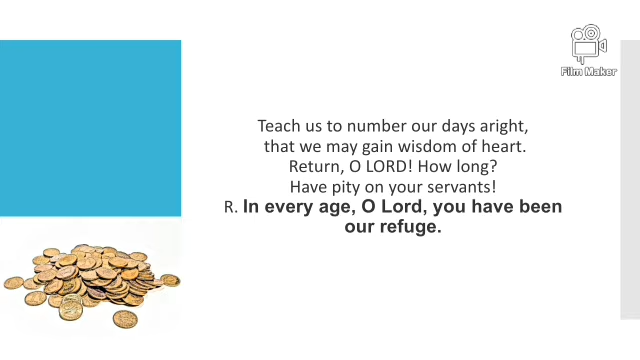 Film Maker
Teach us to number our days aright,
that we may gain wisdom of heart.
Return, O LORD! How long?
Have pity on your servants!
R. In every age, O Lord, you have been
our refuge.